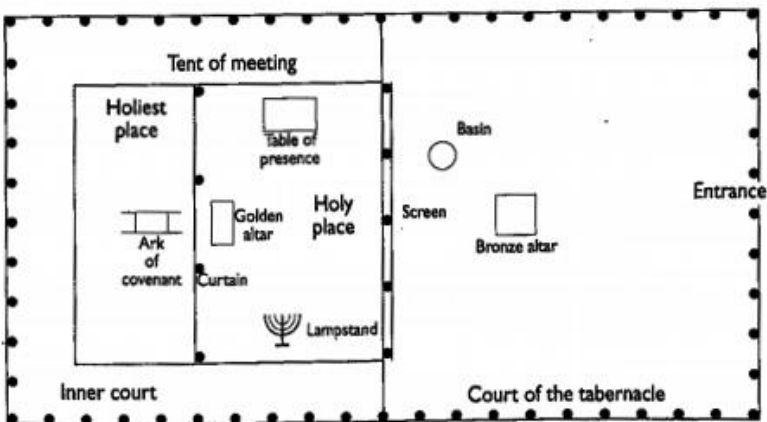 Tent of meeting
Holiest
place
Table of
presence
Basin
Entrance
Holy
place
Screen
Golden
altar
Ark
of
covenant
Bronze altar
Curtain
Lampstand
Inner court
Court of the tabernacle